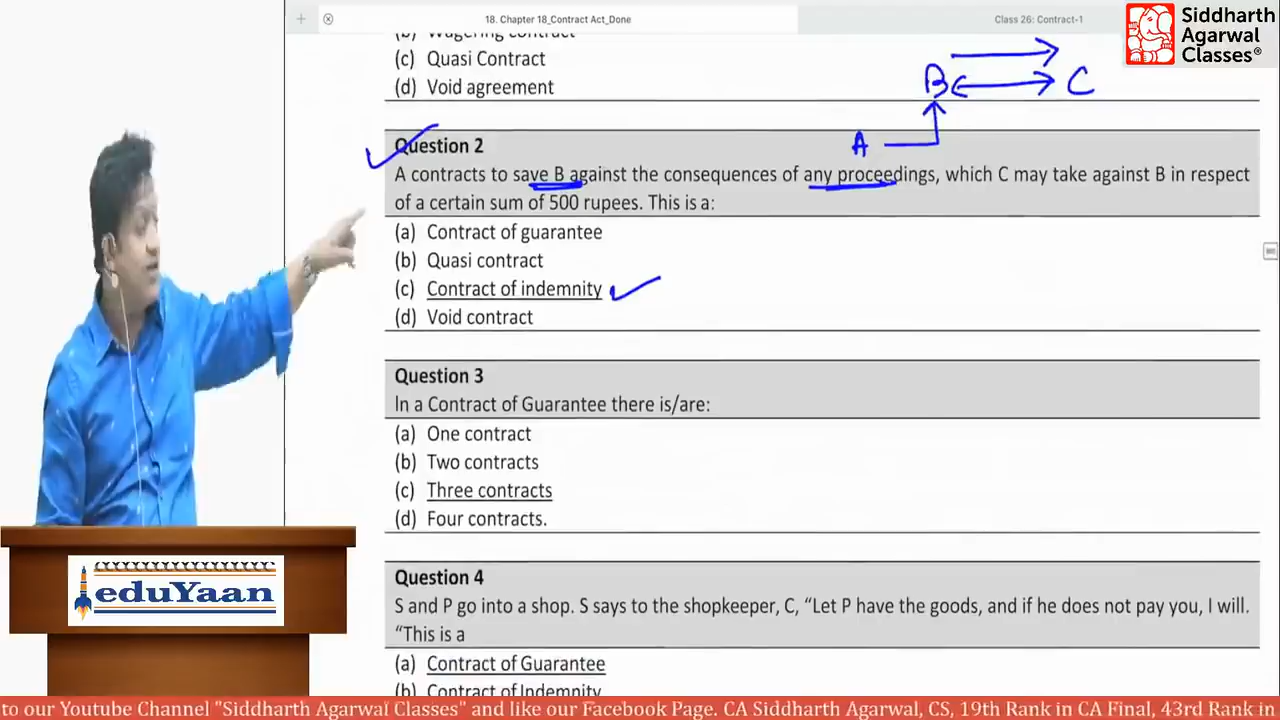 18. Chapter 18_Contract Act_Done
Class 26: Contract-1
Siddharth
Agarwal
Classes®
(b) Wagering contract
(c) Quasi Contract
(d) Void agreement
B C
A
Question 2
A contracts to save B against the consequences of any proceedings, which C may take against B in respect
of a certain sum of 500 rupees. This is a:
(a) Contract of guarantee
(b) Quasi contract
(c) Contract of indemnity
(d) Void contract
Question 3
In a Contract of Guarantee there is/are:
(a) One contract
(b) Two contracts
(c) Three contracts
(d) Four contracts.
Question 4
S and P go into a shop. S says to the shopkeeper, C, “Let P have the goods, and if he does not pay you, I will.
“This is a
(a) Contract of Guarantee
(b) Contract of Indemnity
eduYaan
to our Youtube Channel "Siddharth Agarwal Classes" and like our Facebook Page. CA Siddharth Agarwal, CS, 19th Rank in CA Final, 43rd Rank in